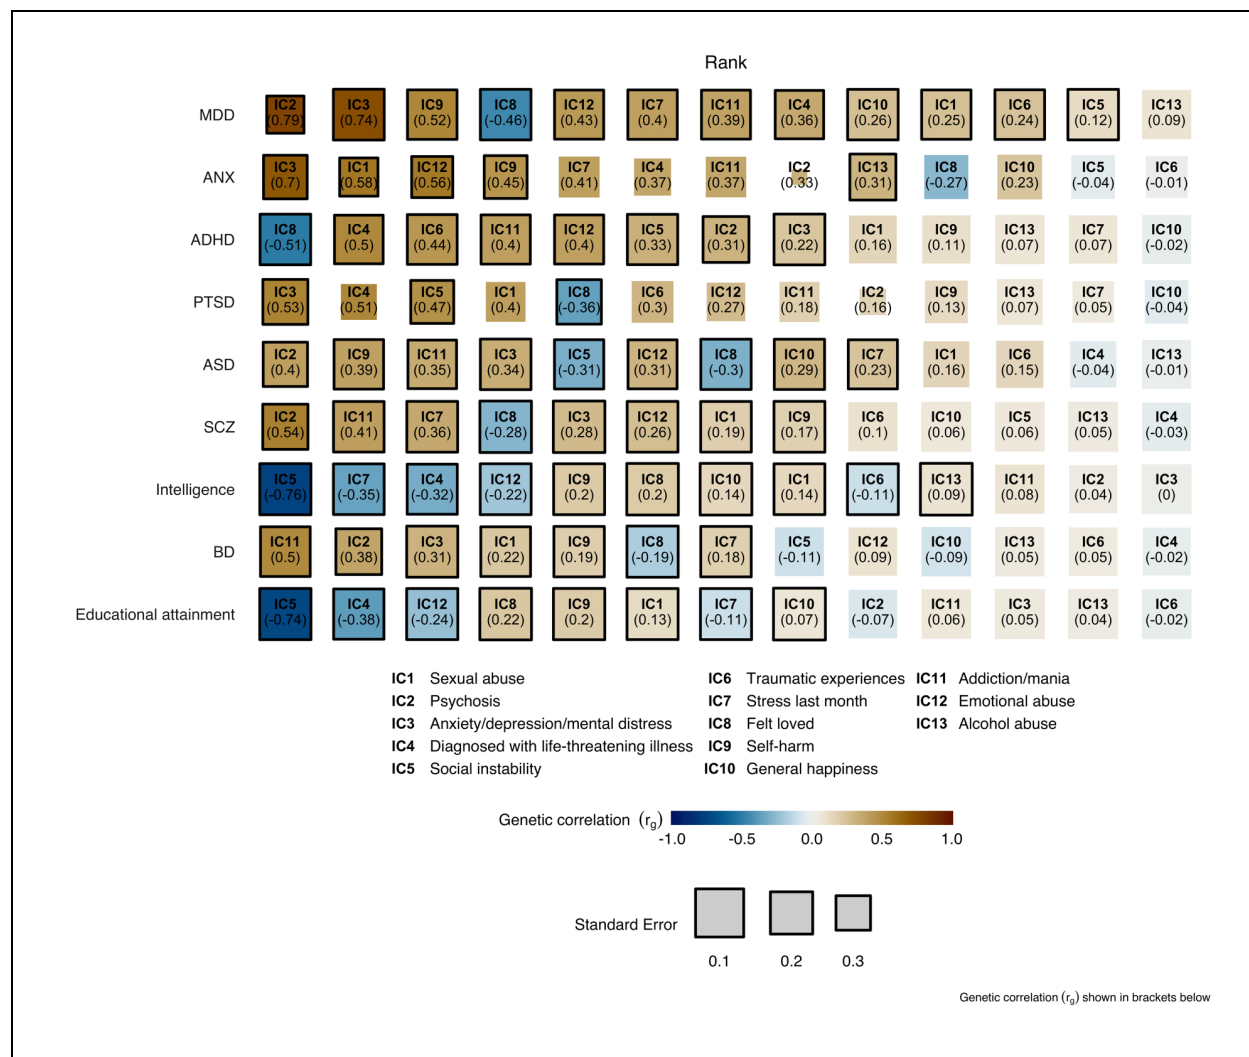 Rank
MDD IC2 IC3 IC9 IC8 IC12 IC7 IC11 IC4 IC10 IC1 IC6 IC5 IC13
(0.79) (0.74) (0.52) (-0.46) (0.43) (0.4) (0.39) (0.36) (0.26) (0.25) (0.24) (0.12) (0.09)
ANX IC3 IC1 IC12 IC9 IC7 IC4 IC11 IC2 IC13 IC8 IC10 IC5 IC6
(0.7) (0.58) (0.56) (0.45) (0.41) (0.37) (0.37) (0.33) (0.31) (-0.27) (0.23) (-0.04) (-0.01)
ADHD IC8 IC4 IC6 IC11 IC12 IC5 IC2 IC3 IC1 IC9 IC13 IC7 IC10
(-0.51) (0.5) (0.44) (0.4) (0.4) (0.33) (0.31) (0.22) (0.16) (0.11) (0.07) (0.07) (-0.02)
PTSD IC3 IC4 IC5 IC1 IC8 IC6 IC12 IC11 IC2 IC9 IC13 IC7 IC10
(0.53) (0.51) (0.47) (0.4) (-0.36) (0.3) (0.27) (0.18) (0.16) (0.13) (0.07) (0.05) (-0.04)
ASD IC2 IC9 IC11 IC3 IC5 IC12 IC8 IC10 IC7 IC1 IC6 IC4 IC13
(0.4) (0.39) (0.35) (0.34) (-0.31) (0.31) (-0.3) (0.29) (0.23) (0.16) (0.15) (-0.04) (-0.01)
SCZ IC2 IC11 IC7 IC8 IC3 IC12 IC1 IC9 IC6 IC10 IC5 IC13 IC4
(0.54) (0.41) (0.36) (-0.28) (0.28) (0.26) (0.19) (0.17) (0.1) (0.06) (0.06) (0.05) (-0.03)
Intelligence IC5 IC7 IC4 IC12 IC9 IC8 IC10 IC1 IC6 IC13 IC11 IC2 IC3
(-0.76) (-0.35) (-0.32) (-0.22) (0.2) (0.2) (0.14) (0.14) (-0.11) (0.09) (0.08) (0.04) (0)
BD IC11 IC2 IC3 IC1 IC9 IC8 IC7 IC5 IC12 IC10 IC13 IC6 IC4
(0.5) (0.38) (0.31) (0.22) (0.19) (-0.19) (0.18) (-0.11) (0.09) (-0.09) (0.05) (0.05) (-0.02)
Educational attainment IC5 IC4 IC12 IC8 IC9 IC1 IC7 IC10 IC2 IC11 IC3 IC13 IC6
(-0.74) (-0.38) (-0.24) (0.22) (0.2) (0.13) (-0.11) (0.07) (-0.07) (0.06) (0.05) (0.04) (-0.02)
IC1 Sexual abuse IC6 Traumatic experiences IC11 Addiction/mania
IC2 Psychosis IC7 Stress last month IC12 Emotional abuse
IC3 Anxiety/depression/mental distress IC8 Felt loved IC13 Alcohol abuse
IC4 Diagnosed with life-threatening illness IC9 Self-harm
IC5 Social instability IC10 General happiness
Genetic correlation (rg)
-1.0 -0.5 0.0 0.5 1.0
Standard Error
0.1 0.2 0.3
Genetic correlation (rg) shown in brackets below